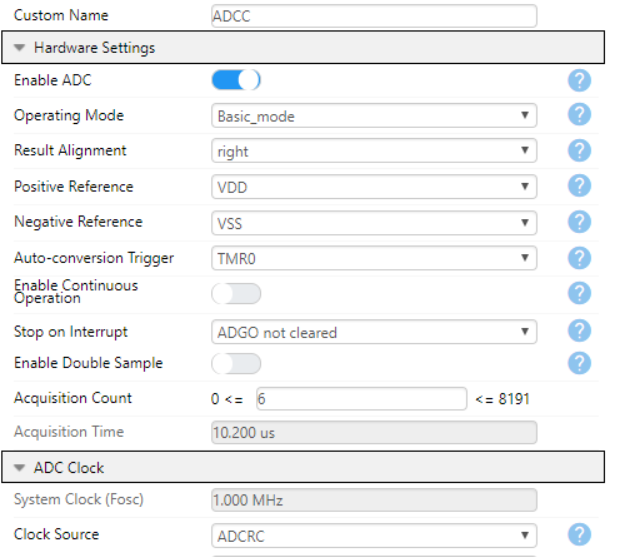 Custom Name ADCC
Hardware Settings
Enable ADC ?
Operating Mode Basic_mode ?
Result Alignment right ?
Positive Reference VDD ?
Negative Reference VSS ?
Auto-conversion Trigger TMR0 ?
Enable Continuous
Operation ?
Stop on Interrupt ADGO not cleared ?
Enable Double Sample ?
Acquisition Count 0 <= 6 <= 8191
Acquisition Time 10.200 us
ADC Clock
System Clock (Fosc) 1.000 MHz
Clock Source ADCRC ?